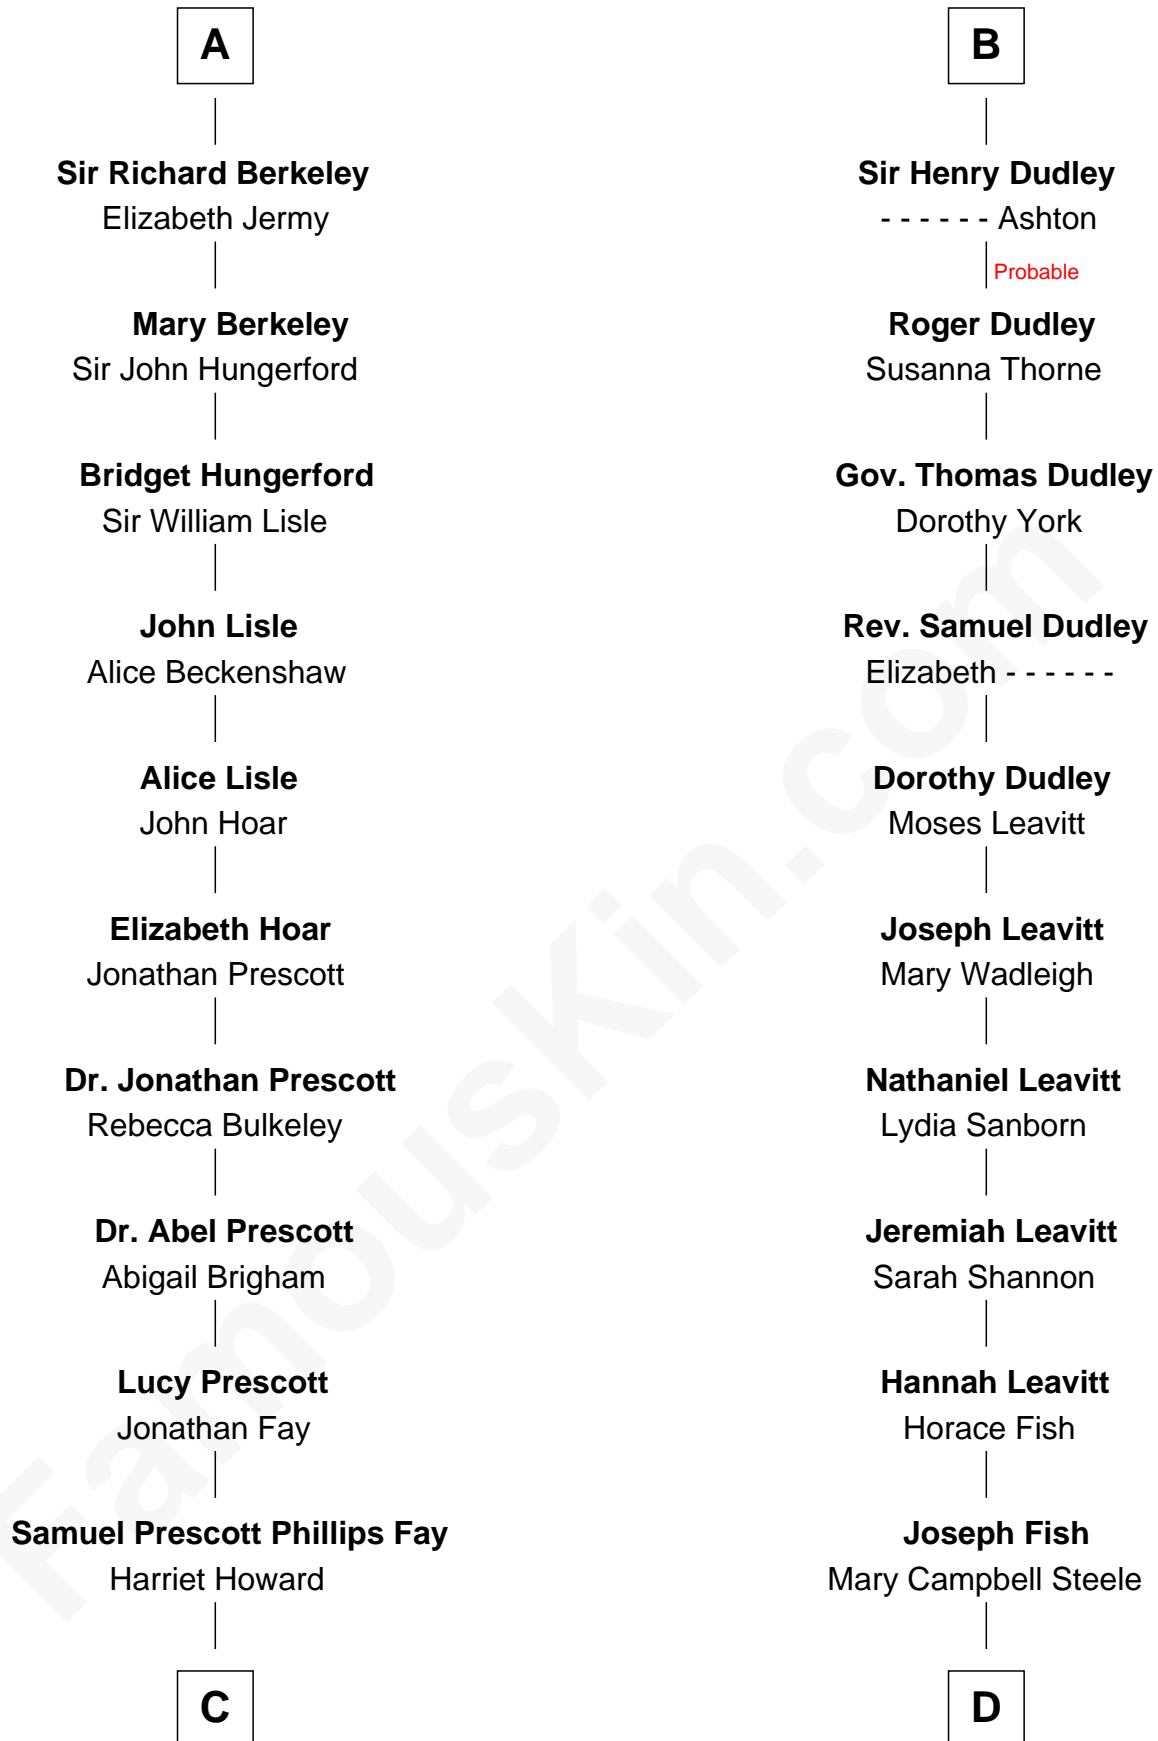 A
Sir Richard Berkeley
Elizabeth Jermy
Mary Berkeley
Sir John Hungerford
Bridget Hungerford
Sir William Lisle
John Lisle
Alice Beckenshaw
Alice Lisle
John Hoar
Elizabeth Hoar
Jonathan Prescott
Dr. Jonathan Prescott
Rebecca Bulkeley
Dr. Abel Prescott
Abigail Brigham
Lucy Prescott
Jonathan Fay
Samuel Prescott Phillips Fay
Harriet Howard
C
B
Sir Henry Dudley
- - - - - - Ashton
Probable
Roger Dudley
Susanna Thorne
Gov. Thomas Dudley
Dorothy York
Rev. Samuel Dudley
Elizabeth - - - - - -
Dorothy Dudley
Moses Leavitt
Joseph Leavitt
Mary Wadleigh
Nathaniel Leavitt
Lydia Sanborn
Jeremiah Leavitt
Sarah Shannon
Hannah Leavitt
Horace Fish
Joseph Fish
Mary Campbell Steele
D
FamousKin.com